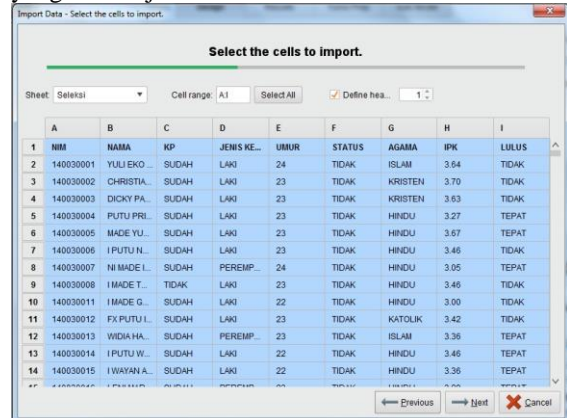 Import Data - Select the cells to import.
Select the cells to import.
Sheet: Seleksi Cell range: A:I Select All Define hea... 1
A B C D E F G H I
1 NIM NAMA KP JENIS KE... UMUR STATUS AGAMA IPK LULUS
2 140030001 YULI EKO ... SUDAH LAKI 24 TIDAK ISLAM 3.64 TIDAK
3 140030002 CHRISTIA... SUDAH LAKI 23 TIDAK KRISTEN 3.70 TIDAK
4 140030003 DICKY PA... SUDAH LAKI 23 TIDAK KRISTEN 3.63 TIDAK
5 140030004 PUTU PRI... SUDAH LAKI 23 TIDAK HINDU 3.27 TEPAT
6 140030005 MADE YU... SUDAH LAKI 23 TIDAK HINDU 3.67 TEPAT
7 140030006 I PUTU N... SUDAH LAKI 23 TIDAK HINDU 3.46 TIDAK
8 140030007 NI MADE I... SUDAH PEREMP... 24 TIDAK HINDU 3.05 TEPAT
9 140030008 I MADE T... TIDAK LAKI 23 TIDAK HINDU 3.46 TIDAK
10 140030011 I MADE G... SUDAH LAKI 22 TIDAK HINDU 3.00 TIDAK
11 140030012 FX PUTU I... SUDAH LAKI 23 TIDAK KATOLIK 3.42 TIDAK
12 140030013 WIDIA HA... SUDAH PEREMP... 23 TIDAK ISLAM 3.36 TEPAT
13 140030014 I PUTU W... SUDAH LAKI 22 TIDAK HINDU 3.46 TEPAT
14 140030015 I WAYAN A... SUDAH LAKI 22 TIDAK HINDU 3.36 TEPAT
Previous Next Cancel